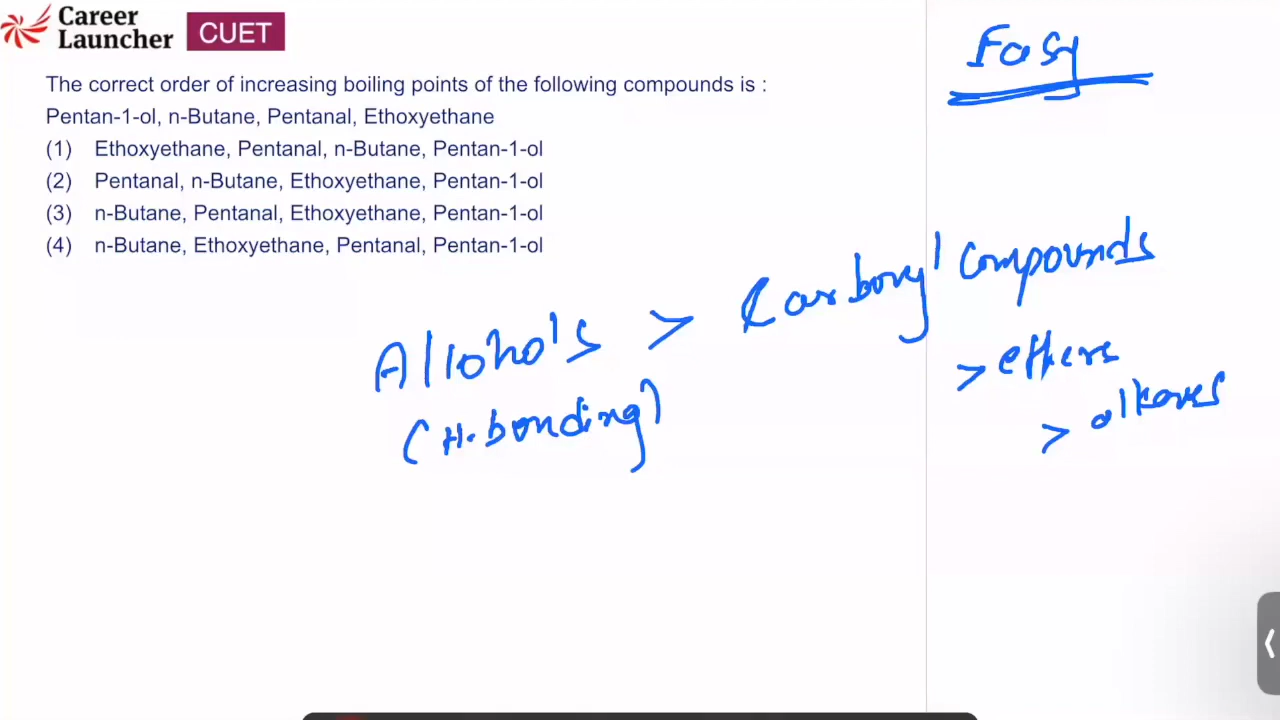 Career
Launcher
CUET
Easy
The correct order of increasing boiling points of the following compounds is :
Pentan-1-ol, n-Butane, Pentanal, Ethoxyethane
(1) Ethoxyethane, Pentanal, n-Butane, Pentan-1-ol
(2) Pentanal, n-Butane, Ethoxyethane, Pentan-1-ol
(3) n-Butane, Pentanal, Ethoxyethane, Pentan-1-ol
(4) n-Butane, Ethoxyethane, Pentanal, Pentan-1-ol
Alcohols > Carbonyl compounds
(H-bonding)
> ethers
> alkanes